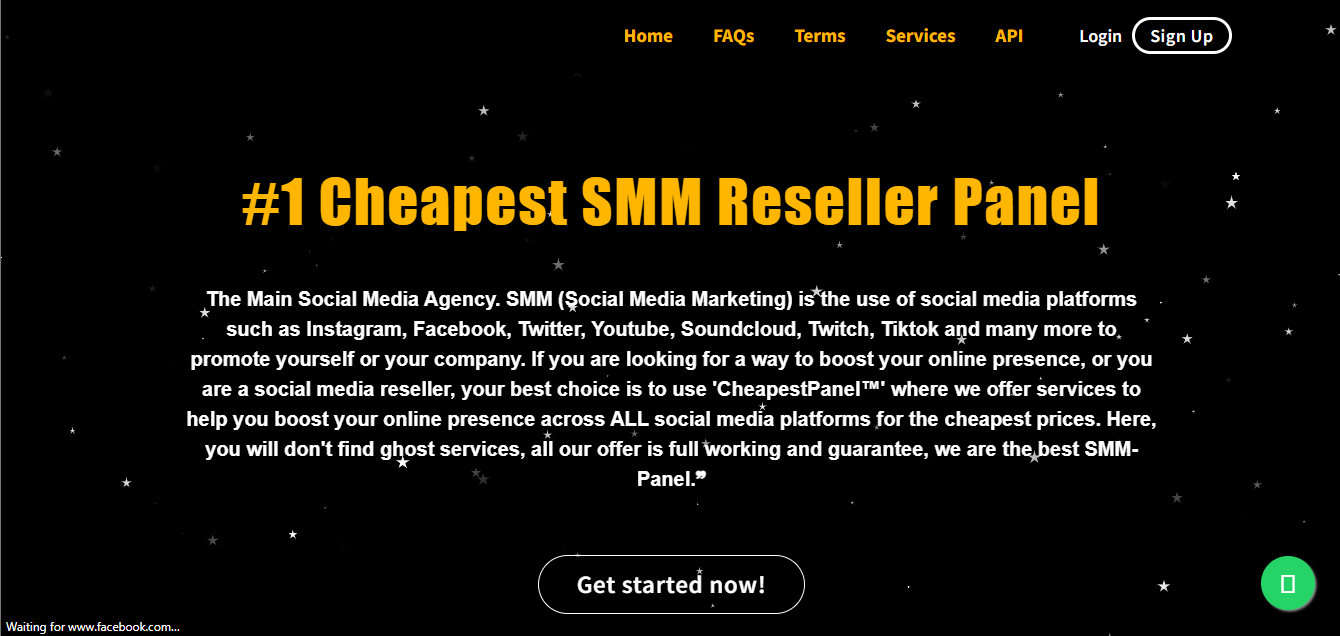 Home FAQs Terms Services API Login Sign Up
#1 Cheapest SMM Reseller Panel
The Main Social Media Agency. SMM (Social Media Marketing) is the use of social media platforms
such as Instagram, Facebook, Twitter, Youtube, Soundcloud, Twitch, Tiktok and many more to
promote yourself or your company. If you are looking for a way to boost your online presence, or you
are a social media reseller, your best choice is to use 'CheapestPanel™' where we offer services to
help you boost your online presence across ALL social media platforms for the cheapest prices. Here,
you will don't find ghost services, all our offer is full working and guarantee, we are the best SMM-
Panel.❞
Get started now!
Waiting for www.facebook.com...